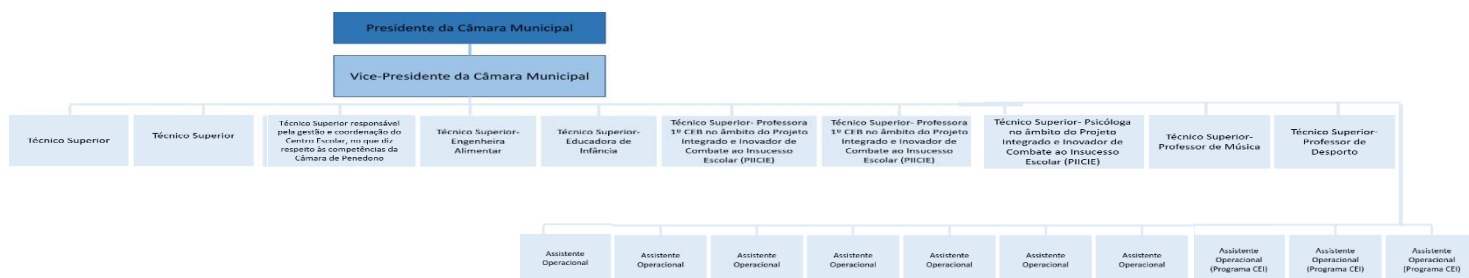 Presidente da Câmara Municipal
Vice-Presidente da Câmara Municipal
Técnico Superior
Técnico Superior
Técnico Superior responsável
pela gestão e coordenação do
Centro Escolar, no que diz
respeito às competências da
Câmara de Penedono
Técnico Superior-
Engenheira
Alimentar
Técnico Superior-
Educadora de
Infância
Técnico Superior- Professora
1º CEB no âmbito do Projeto
Integrado e Inovador de
Combate ao Insucesso
Escolar (PIICIE)
Técnico Superior- Professora
1º CEB no âmbito do Projeto
Integrado e Inovador de
Combate ao Insucesso
Escolar (PIICIE)
Técnico Superior- Psicóloga
no âmbito do Projeto
Integrado e Inovador de
Combate ao Insucesso
Escolar (PIICIE)
Técnico Superior-
Professor de Música
Técnico Superior-
Professor de
Desporto
Assistente
Operacional
Assistente
Operacional
Assistente
Operacional
Assistente
Operacional
Assistente
Operacional
Assistente
Operacional
Assistente
Operacional
Assistente
Operacional
(Programa CEI)
Assistente
Operacional
(Programa CEI)
Assistente
Operacional
(Programa CEI)